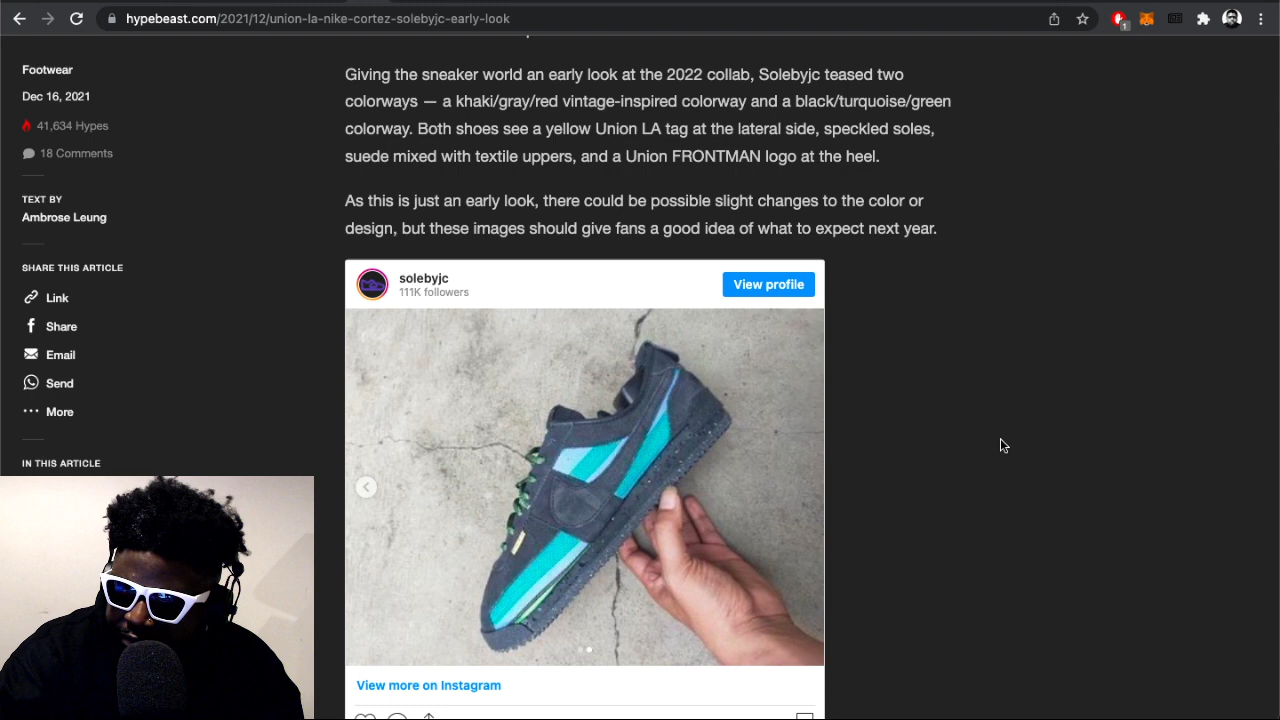 hypebeast.com/2021/12/union-la-nike-cortez-solebyjc-early-look
1
Footwear
Dec 16, 2021
41,634 Hypes
18 Comments
TEXT BY
Ambrose Leung
SHARE THIS ARTICLE
Link
Share
Email
Send
More
IN THIS ARTICLE
Giving the sneaker world an early look at the 2022 collab, Solebyjc teased two
colorways — a khaki/gray/red vintage-inspired colorway and a black/turquoise/green
colorway. Both shoes see a yellow Union LA tag at the lateral side, speckled soles,
suede mixed with textile uppers, and a Union FRONTMAN logo at the heel.
As this is just an early look, there could be possible slight changes to the color or
design, but these images should give fans a good idea of what to expect next year.
solebyjc
111K followers
View profile
View more on Instagram